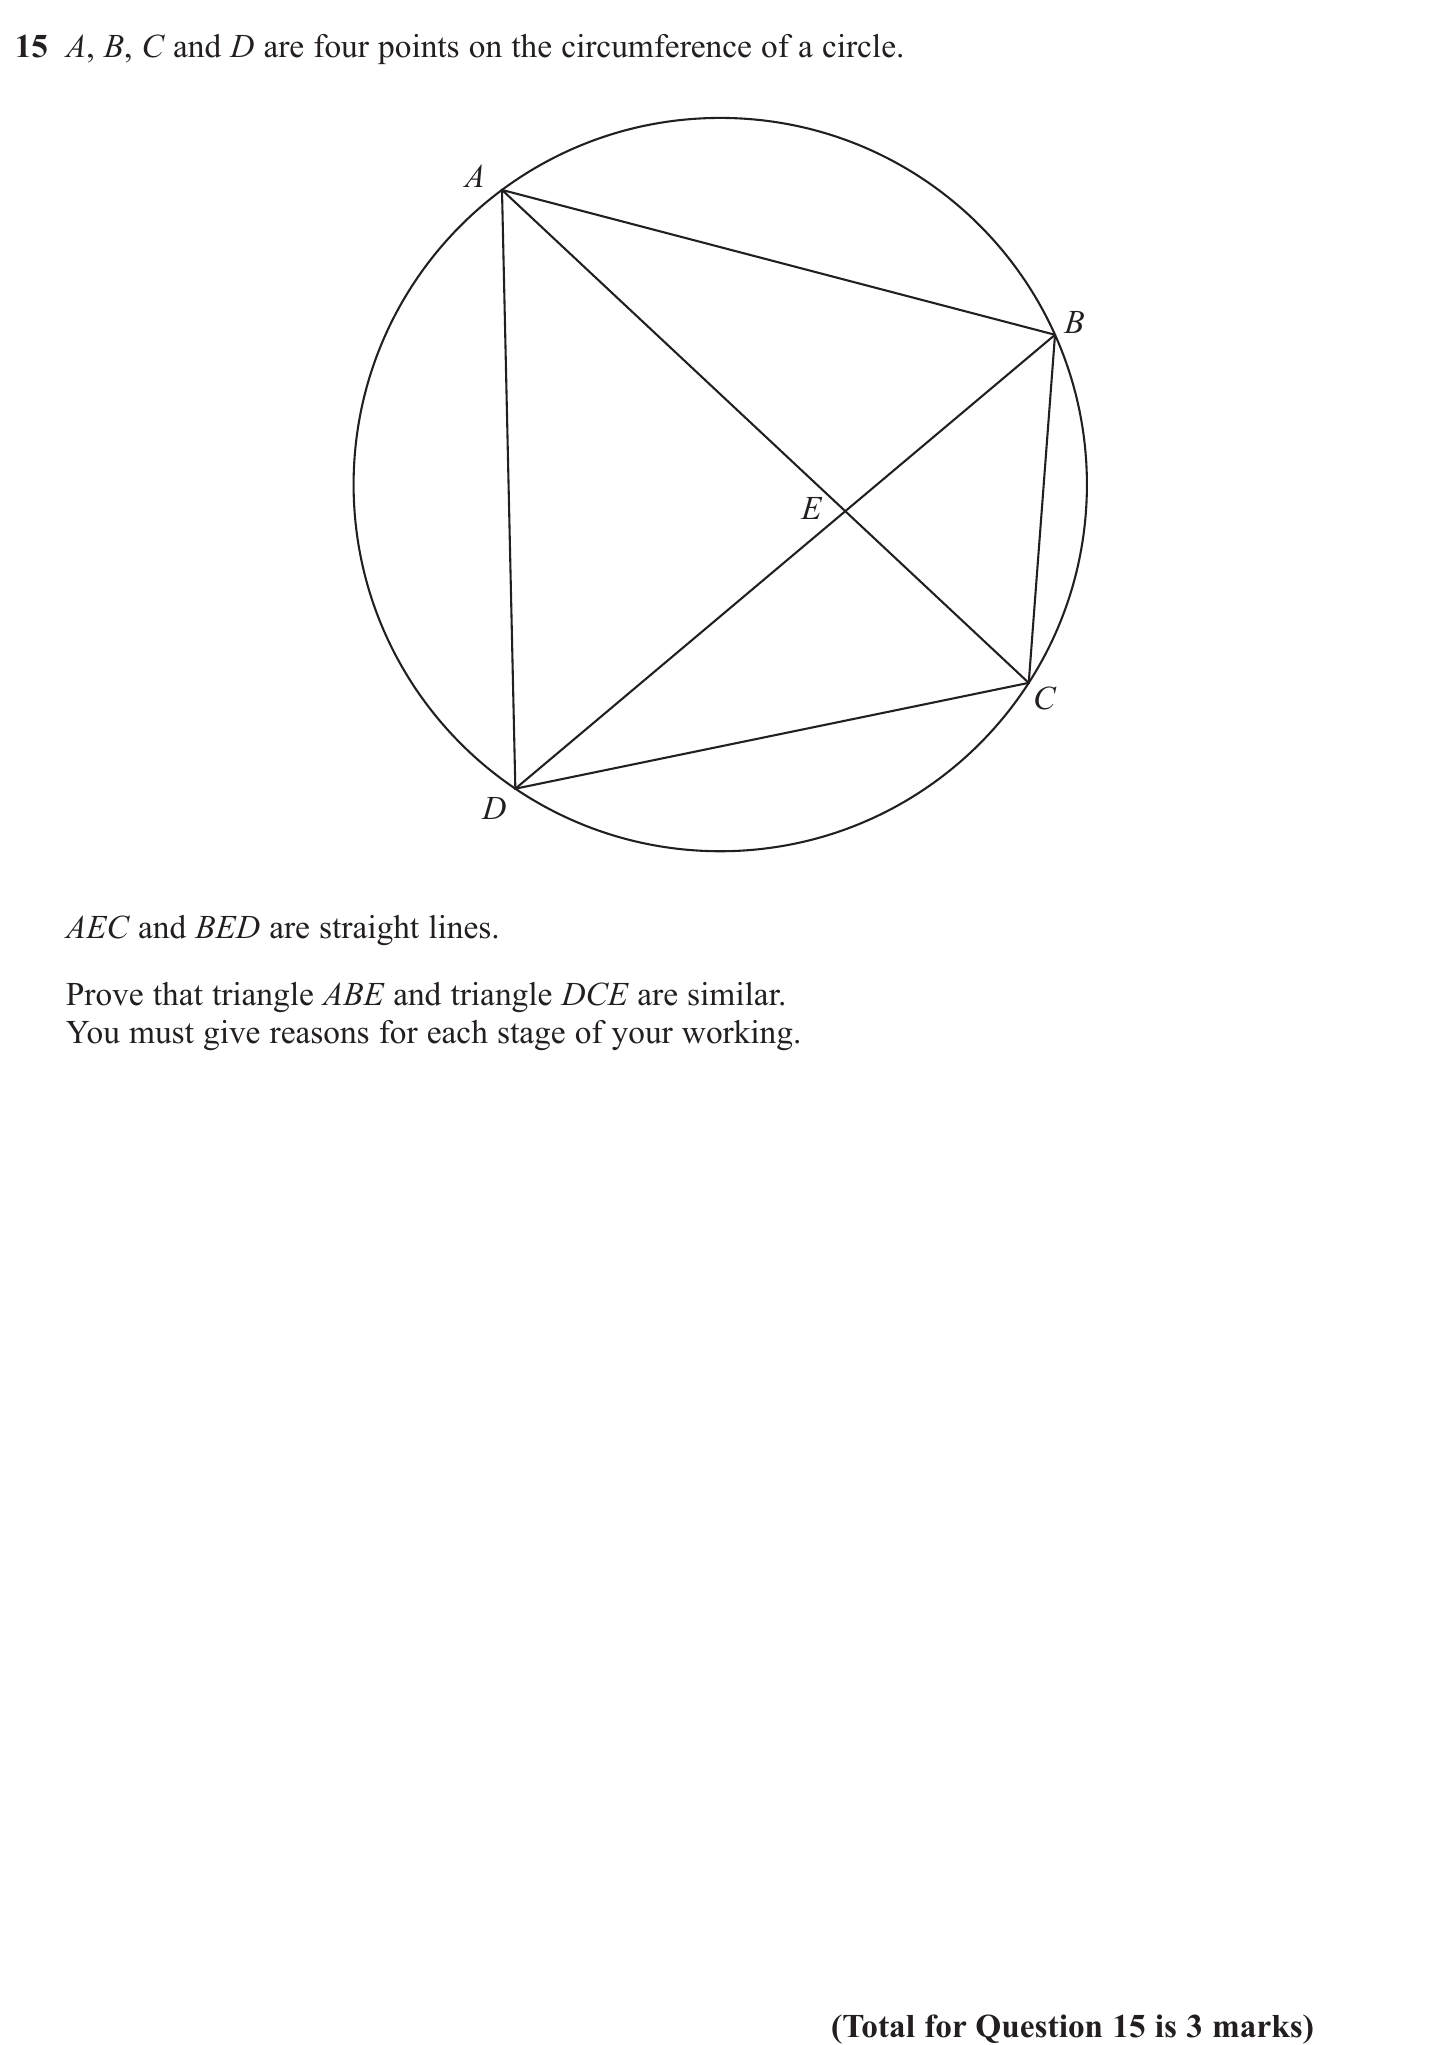 15 A, B, C and D are four points on the circumference of a circle.
A
B
E
C
D
AEC and BED are straight lines.
Prove that triangle ABE and triangle DCE are similar.
You must give reasons for each stage of your working.
(Total for Question 15 is 3 marks)